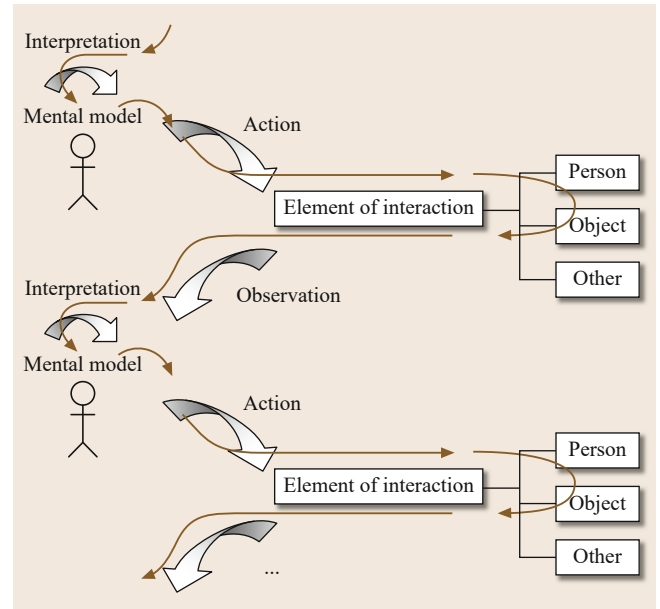 Interpretation
Mental model
Action
Person
Element of interaction
Object
Other
Observation
Interpretation
Mental model
Action
Person
Element of interaction
Object
Other
...